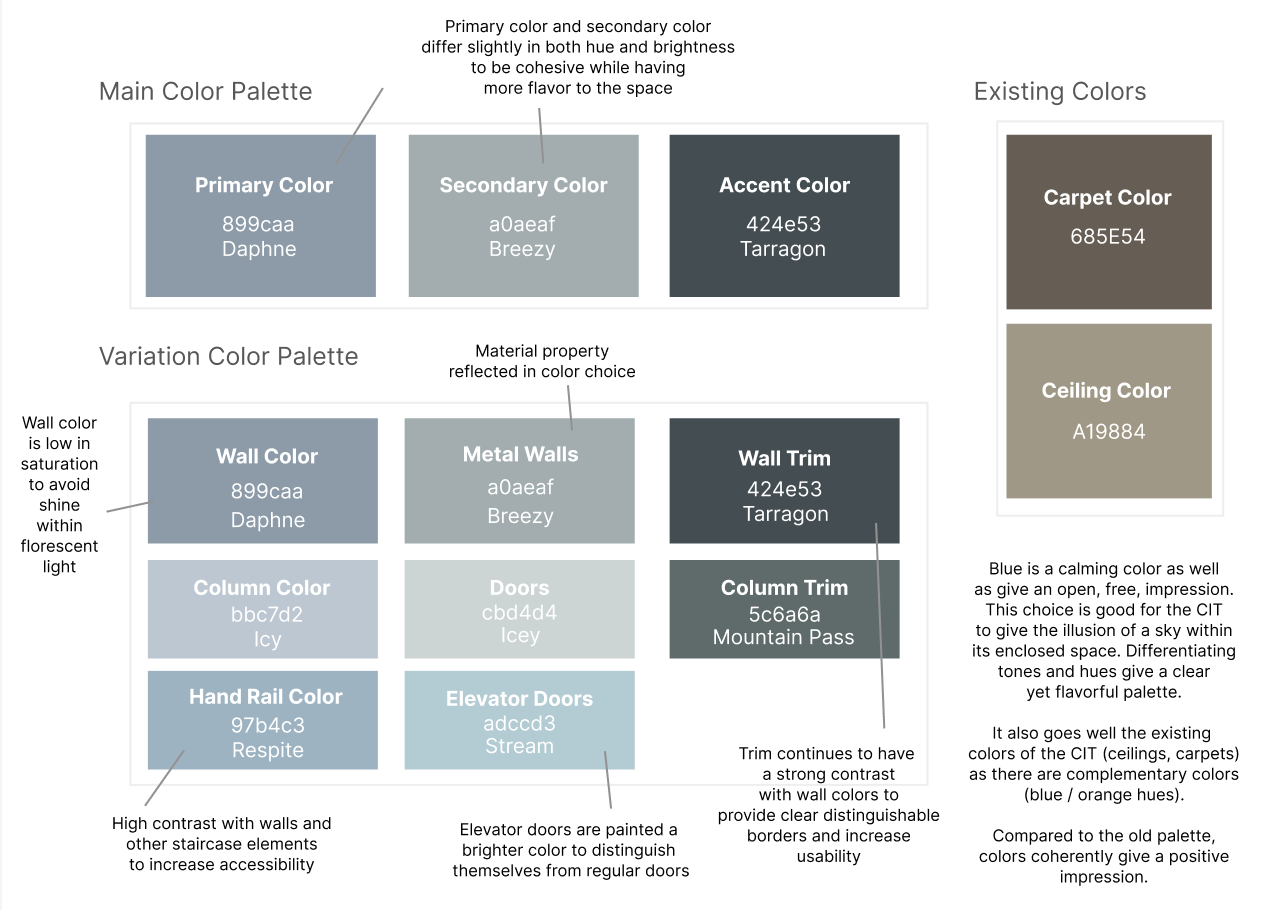 Primary color and secondary color
differ slightly in both hue and brightness
to be cohesive while having
more flavor to the space
Main Color Palette
Primary Color
899caa
Daphne
Secondary Color
a0aeaf
Breezy
Accent Color
424e53
Tarragon
Existing Colors
Carpet Color
685E54
Ceiling Color
A19884
Variation Color Palette
Material property
reflected in color choice
Wall color
is low in
saturation
to avoid
shine
within
florescent
light
Wall Color
899caa
Daphne
Metal Walls
a0aeaf
Breezy
Wall Trim
424e53
Tarragon
Column Color
bbc7d2
Icy
Doors
cbd4d4
Icey
Column Trim
5c6a6a
Mountain Pass
Hand Rail Color
97b4c3
Respite
Elevator Doors
adccd3
Stream
High contrast with walls and
other staircase elements
to increase accessibility
Elevator doors are painted a
brighter color to distinguish
themselves from regular doors
Trim continues to have
a strong contrast
with wall colors to
provide clear distinguishable
borders and increase
usability
Blue is a calming color as well
as give an open, free, impression.
This choice is good for the CIT
to give the illusion of a sky within
its enclosed space. Differentiating
tones and hues give a clear
yet flavorful palette.
It also goes well the existing
colors of the CIT (ceilings, carpets)
as there are complementary colors
(blue / orange hues).
Compared to the old palette,
colors coherently give a positive
impression.